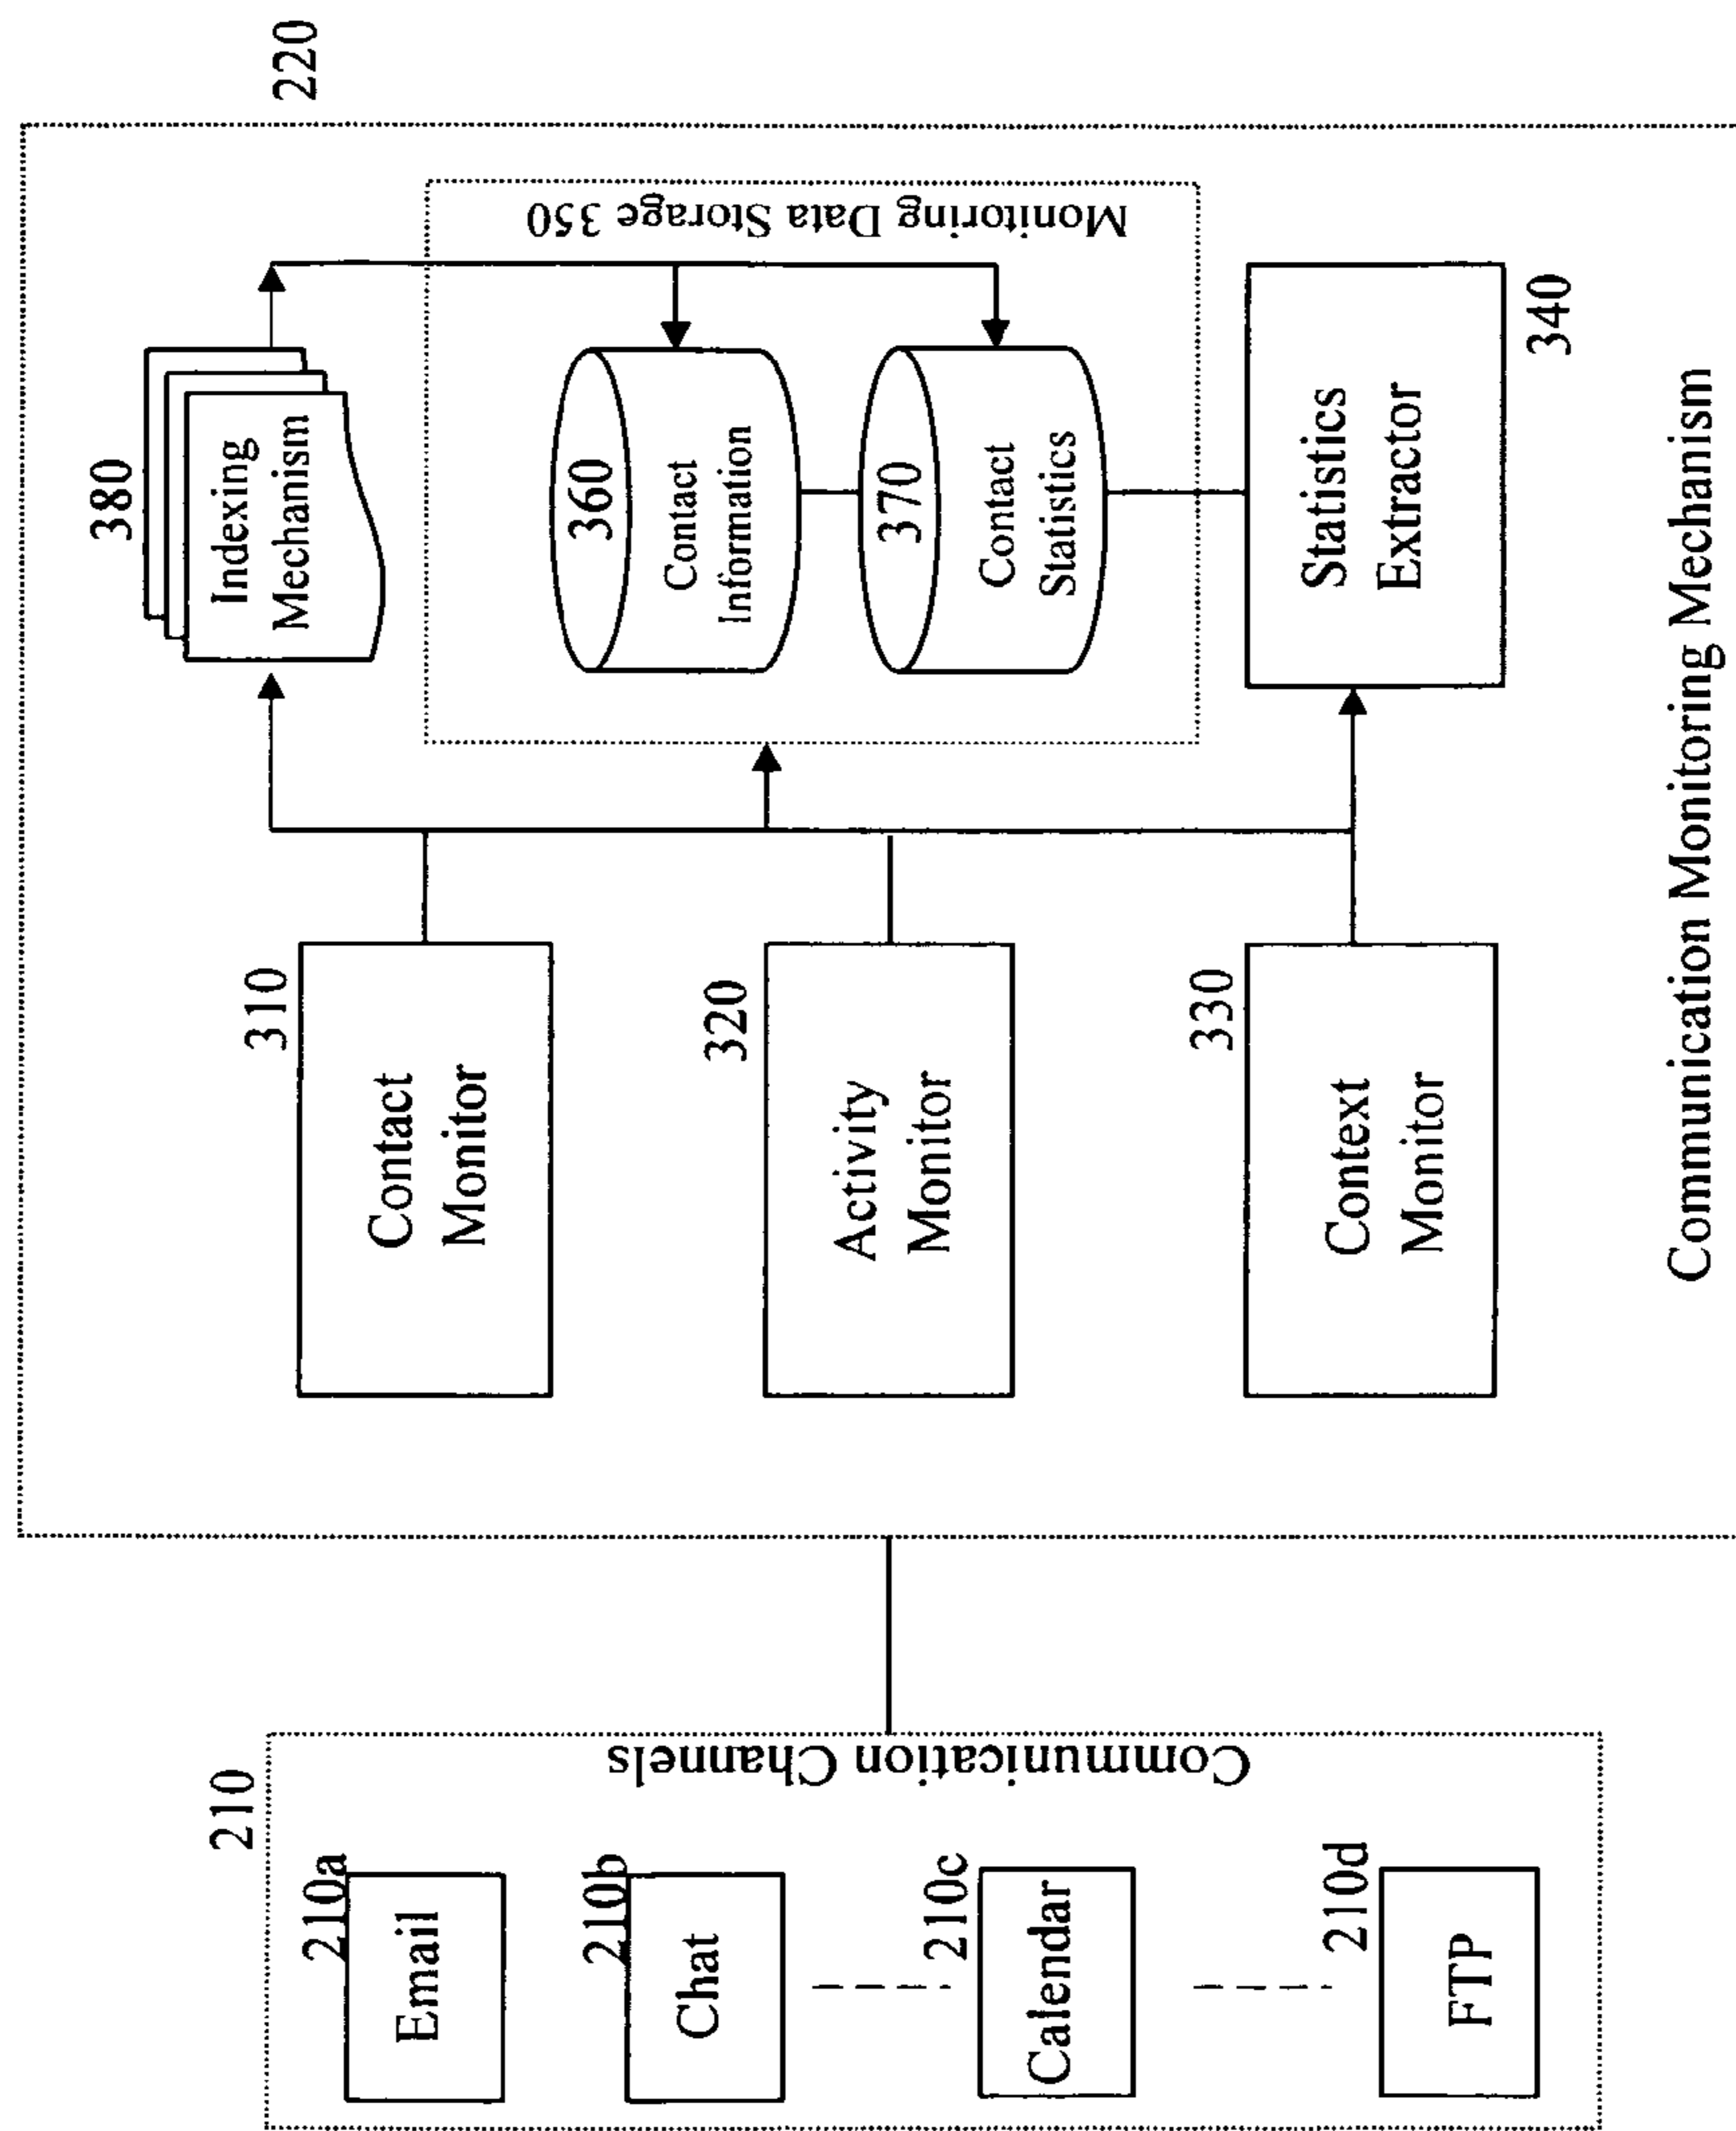 210
210a
Email
210b
Chat
210c
Calendar
210d
FTP
Communication Channels
220
310
Contact
Monitor
320
Activity
Monitor
330
Context
Monitor
380
Indexing
Mechanism
Monitoring Data Storage 350
360
Contact
Information
370
Contact
Statistics
Statistics
Extractor
340
Communication Monitoring Mechanism